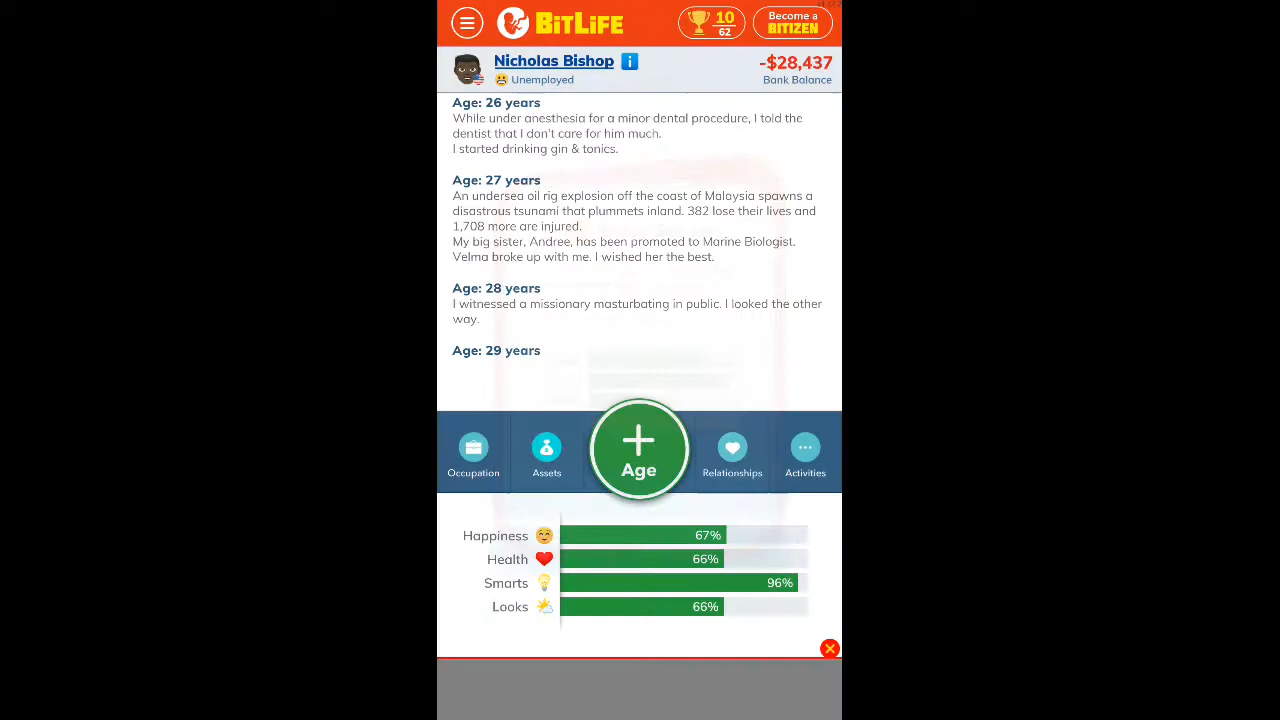 BITLIFE
10
62
Become a
BITIZEN
Nicholas Bishop i
Unemployed
-$28,437
Bank Balance
Age: 26 years
While under anesthesia for a minor dental procedure, I told the
dentist that I don't care for him much.
I started drinking gin & tonics.
Age: 27 years
An undersea oil rig explosion off the coast of Malaysia spawns a
disastrous tsunami that plummets inland. 382 lose their lives and
1,708 more are injured.
My big sister, Andree, has been promoted to Marine Biologist.
Velma broke up with me. I wished her the best.
Age: 28 years
I witnessed a missionary masturbating in public. I looked the other
way.
Age: 29 years
Occupation
Assets
+
Age
Relationships
Activities
Happiness 67%
Health 66%
Smarts 96%
Looks 66%